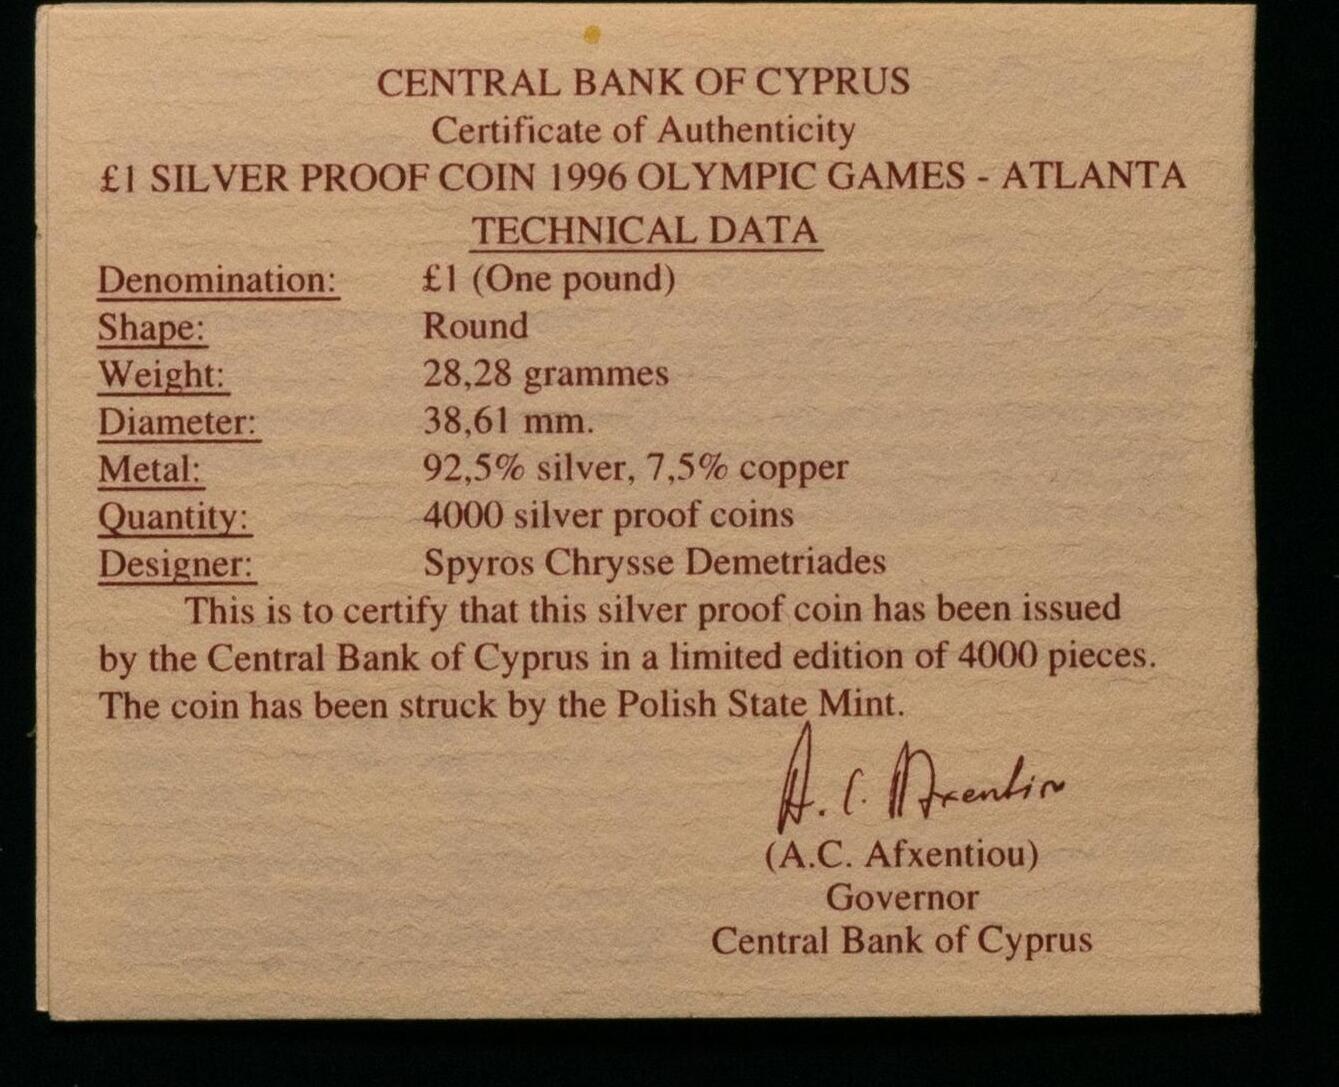 CENTRAL BANK OF CYPRUS
Certificate of Authenticity
£1 SILVER PROOF COIN 1996 OLYMPIC GAMES - ATLANTA
TECHNICAL DATA
Denomination: £1 (One pound)
Shape: Round
Weight: 28,28 grammes
Diameter: 38,61 mm.
Metal: 92,5% silver, 7,5% copper
Quantity: 4000 silver proof coins
Designer: Spyros Chrysse Demetriades
This is to certify that this silver proof coin has been issued
by the Central Bank of Cyprus in a limited edition of 4000 pieces.
The coin has been struck by the Polish State Mint.
A. C. Afxentiou
(A.C. Afxentiou)
Governor
Central Bank of Cyprus